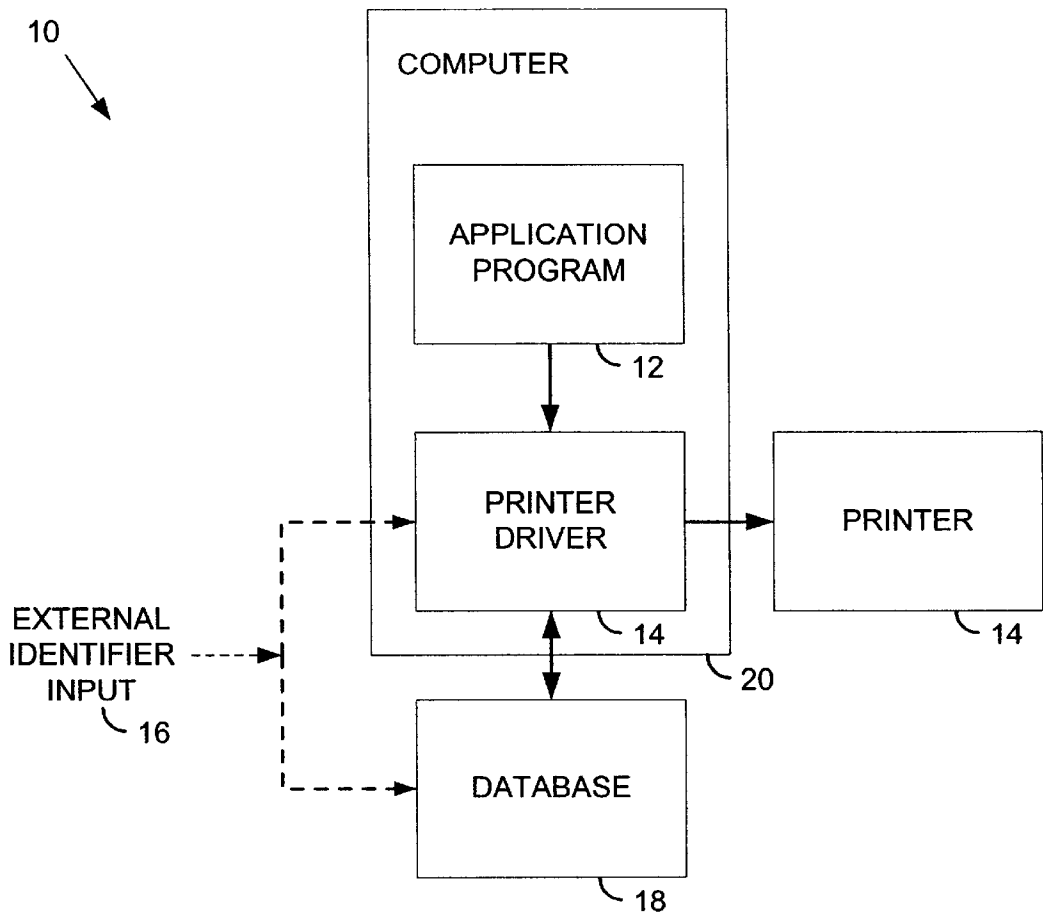 10
COMPUTER
APPLICATION
PROGRAM
12
PRINTER
DRIVER
14
PRINTER
14
EXTERNAL
IDENTIFIER
INPUT
16
20
DATABASE
18